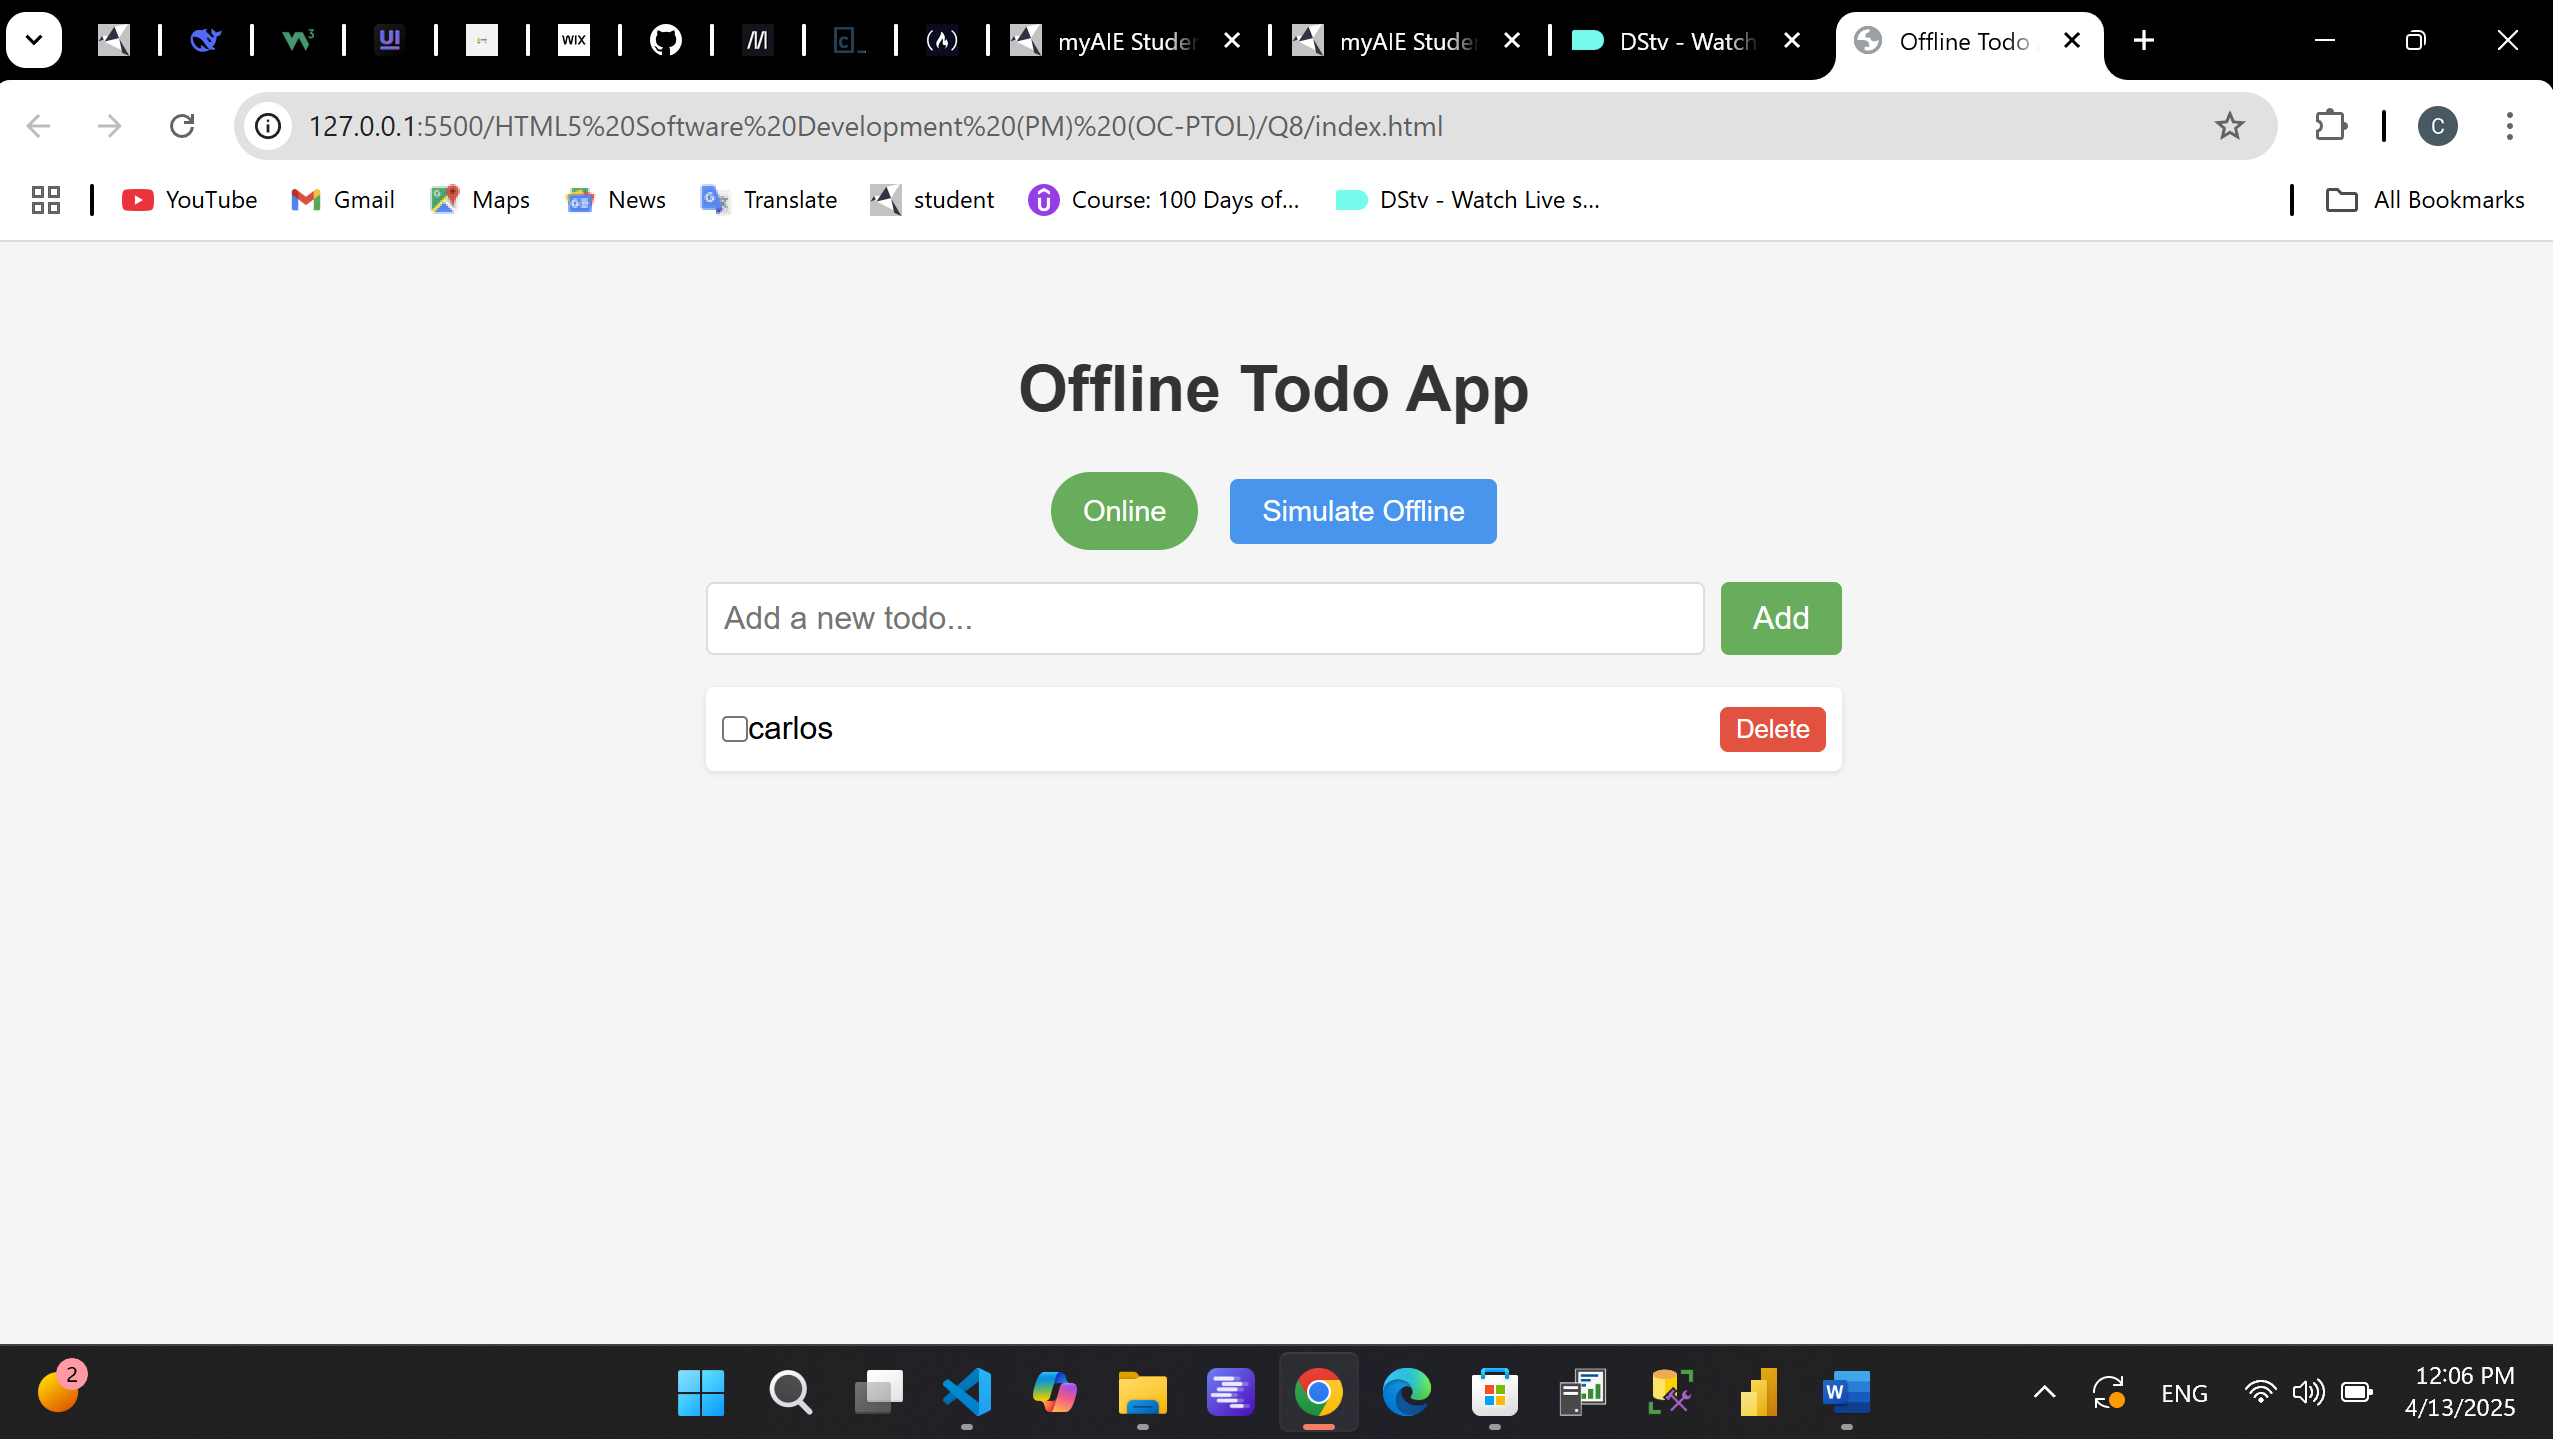 UI
WIX
myAIE Studer
myAIE Studer
DStv - Watch
Offline Todo
127.0.0.1:5500/HTML5%20Software%20Development%20(PM)%20(OC-PTOL)/Q8/index.html
C
YouTube
Gmail
Maps
News
Translate
student
Course: 100 Days of...
DStv - Watch Live s...
All Bookmarks
Offline Todo App
Online
Simulate Offline
Add a new todo...
Add
carlos
Delete
2
W
ENG
12:06 PM
4/13/2025